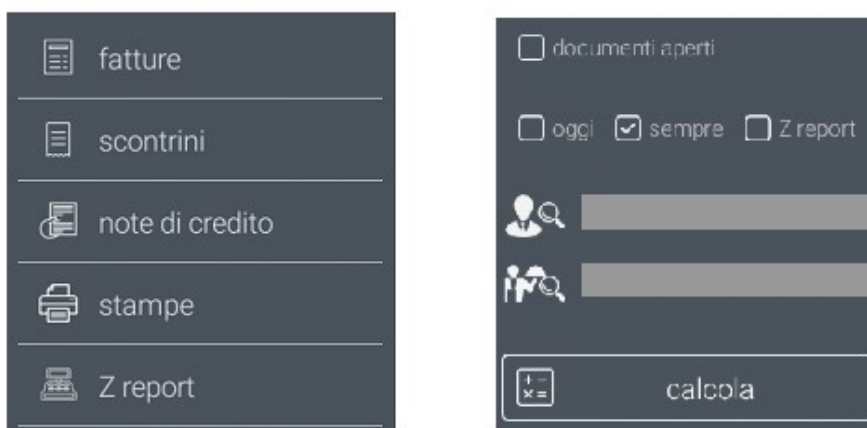 fatture
scontrini
note di credito
stampe
Z report
documenti aperti
oggi sempre Z report
calcola